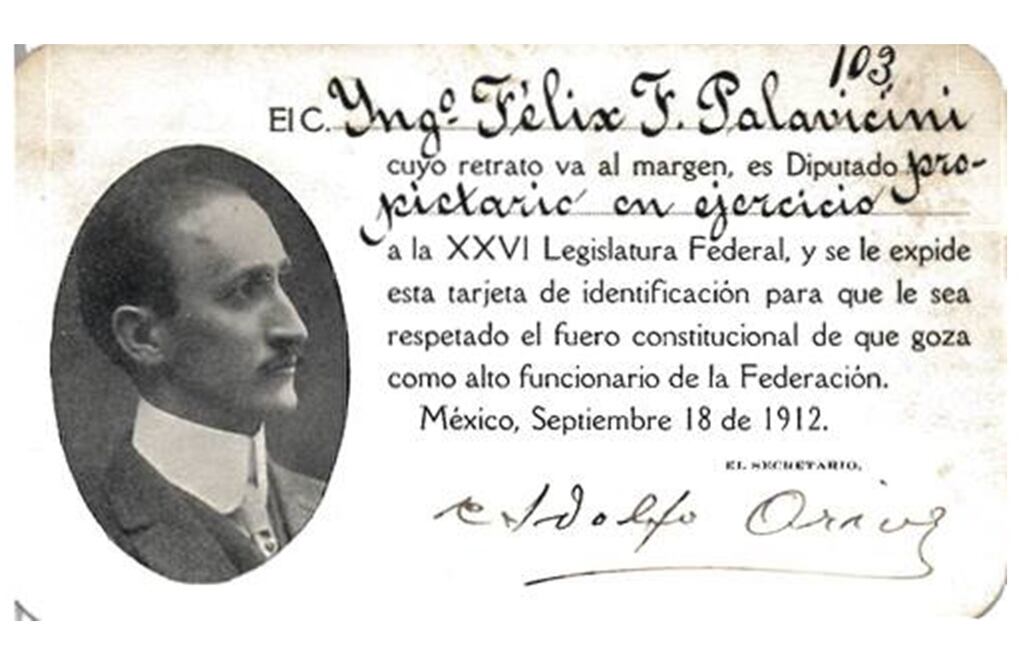 103
El C. Yngº Félix F. Palavicini
cuyo retrato va al margen, es Diputado pro-
pietario en ejercicio
a la XXVI Legislatura Federal, y se le expide
esta tarjeta de identificación para que le sea
respetado el fuero constitucional de que goza
como alto funcionario de la Federación.
México, Septiembre 18 de 1912.
EL SECRETARIO,
Adolfo